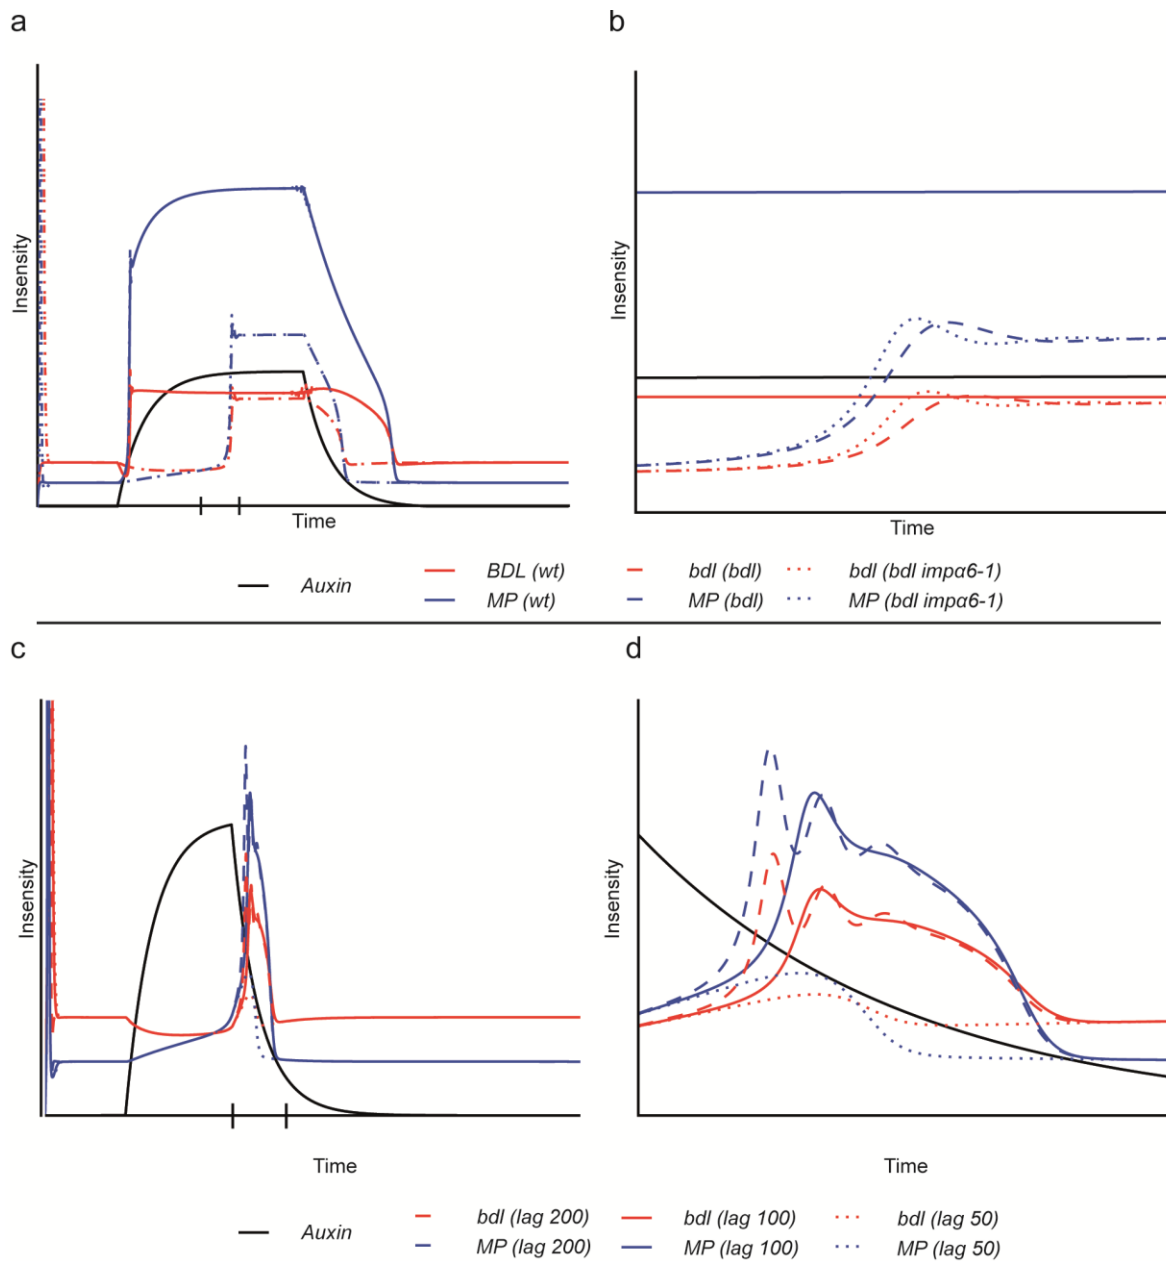 a
b
Insensity
Insensity
Time
Time
Auxin
BDL (wt)
bdl (bdl)
bdl (bdl impα6-1)
MP (wt)
MP (bdl)
MP (bdl impα6-1)
c
d
Insensity
Insensity
Time
Time
Auxin
bdl (lag 200)
bdl (lag 100)
bdl (lag 50)
MP (lag 200)
MP (lag 100)
MP (lag 50)